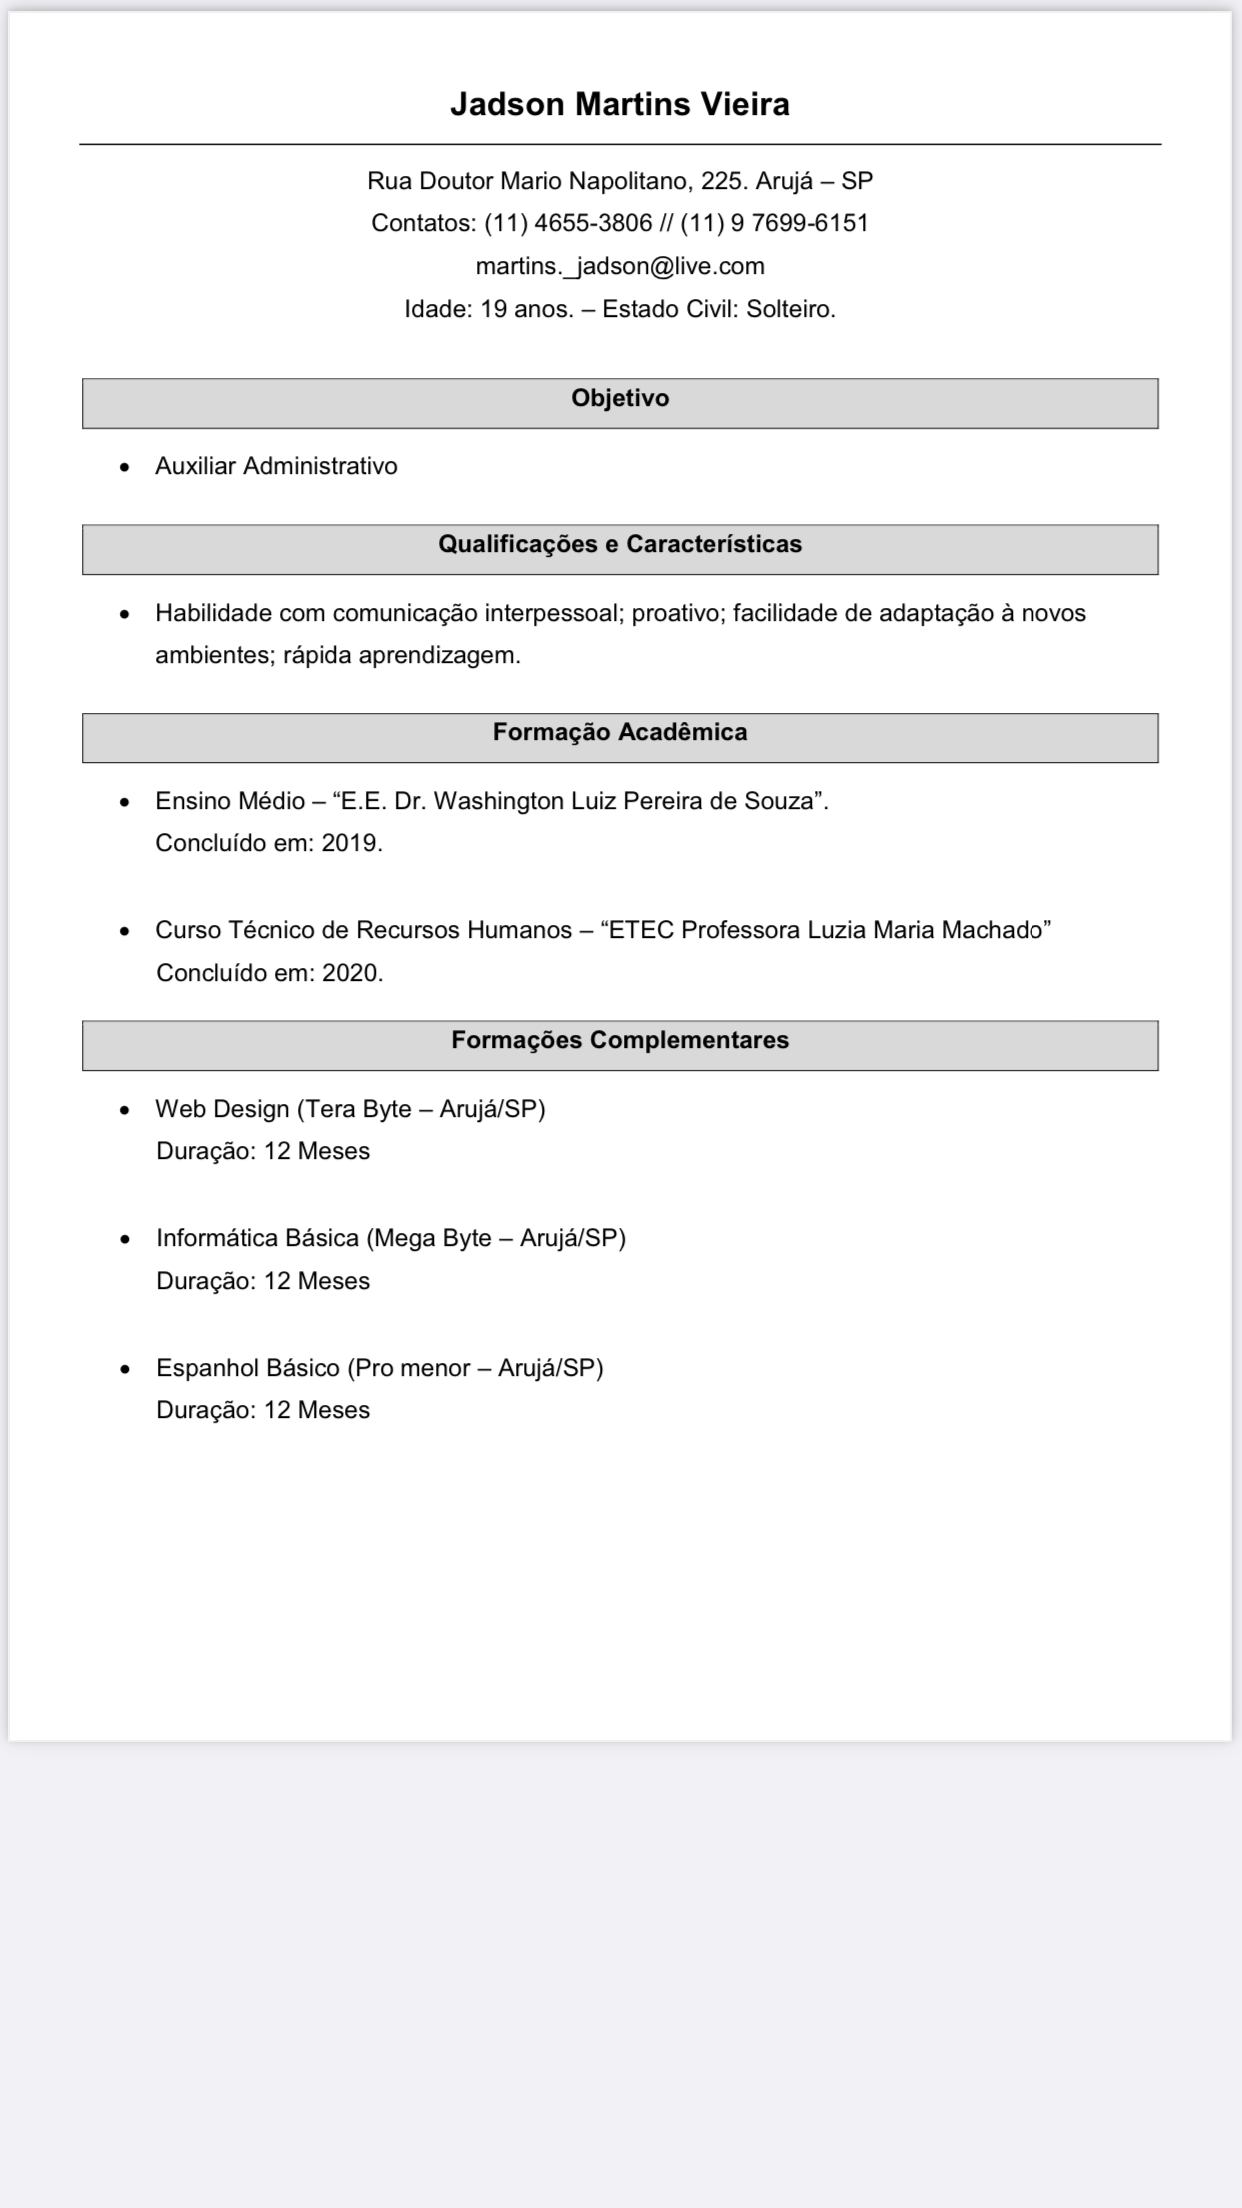 Jadson Martins Vieira
Rua Doutor Mario Napolitano, 225. Arujá – SP
Contatos: (11) 4655-3806 // (11) 9 7699-6151
martins._jadson@live.com
Idade: 19 anos. – Estado Civil: Solteiro.
Objetivo
• Auxiliar Administrativo
Qualificações e Características
• Habilidade com comunicação interpessoal; proativo; facilidade de adaptação à novos
ambientes; rápida aprendizagem.
Formação Acadêmica
• Ensino Médio – “E.E. Dr. Washington Luiz Pereira de Souza”.
Concluído em: 2019.
• Curso Técnico de Recursos Humanos – “ETEC Professora Luzia Maria Machado”
Concluído em: 2020.
Formações Complementares
• Web Design (Tera Byte – Arujá/SP)
Duração: 12 Meses
• Informática Básica (Mega Byte – Arujá/SP)
Duração: 12 Meses
• Espanhol Básico (Pro menor – Arujá/SP)
Duração: 12 Meses